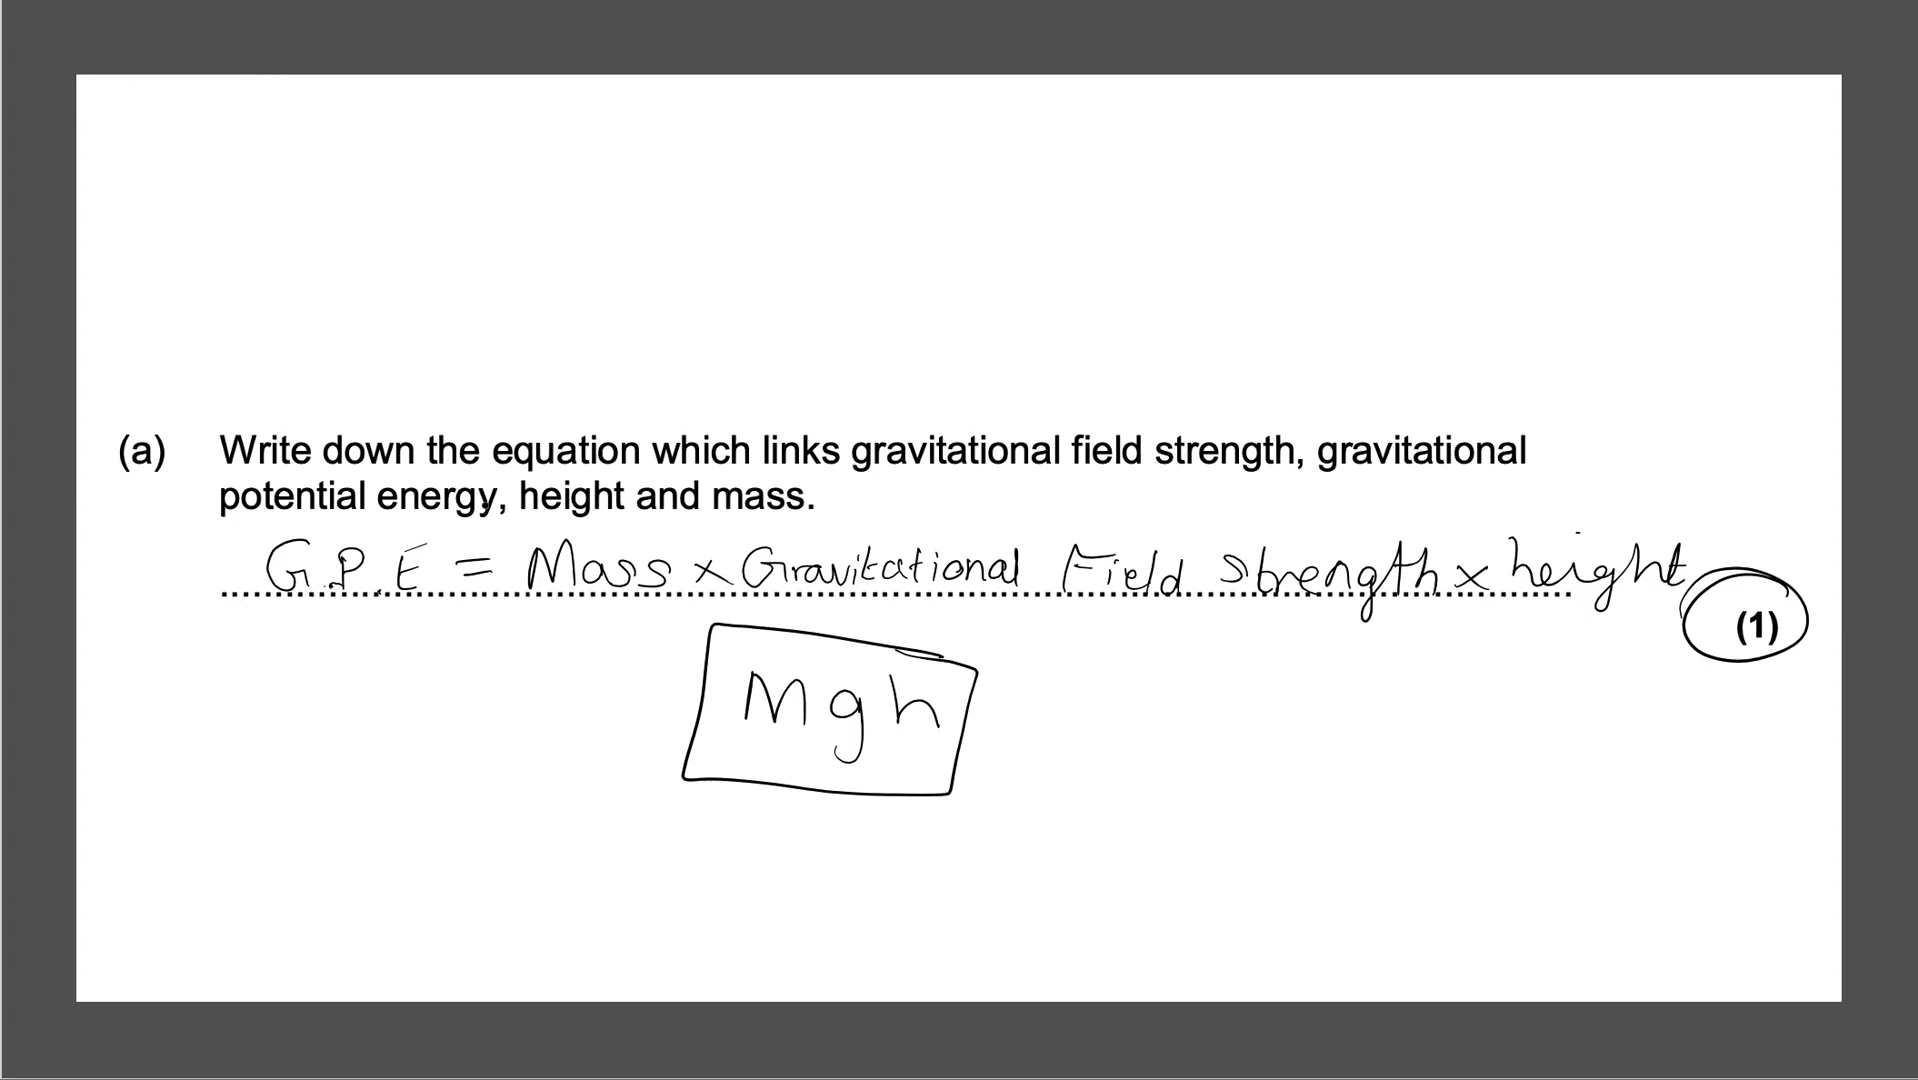 (a) Write down the equation which links gravitational field strength, gravitational
potential energy, height and mass.
G.P.E = Mass × Gravitational Field Strength × height
(1)
Mgh